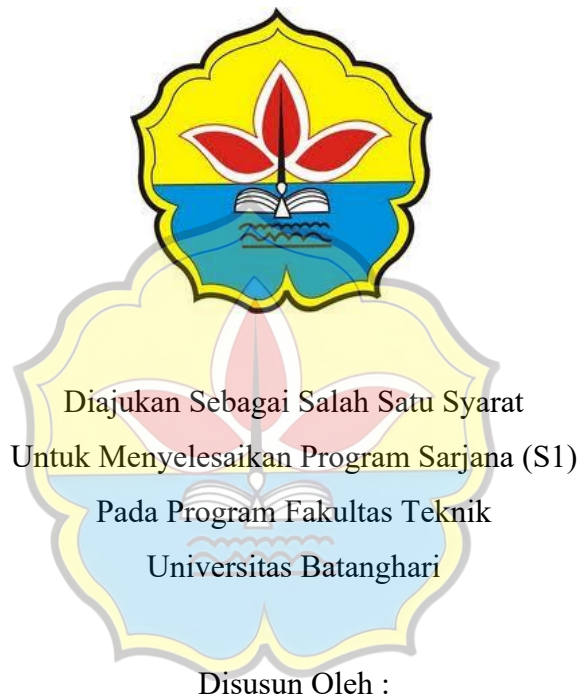 Diajukan Sebagai Salah Satu Syarat
Untuk Menyelesaikan Program Sarjana (S1)
Pada Program Fakultas Teknik
Universitas Batanghari
Disusun Oleh :